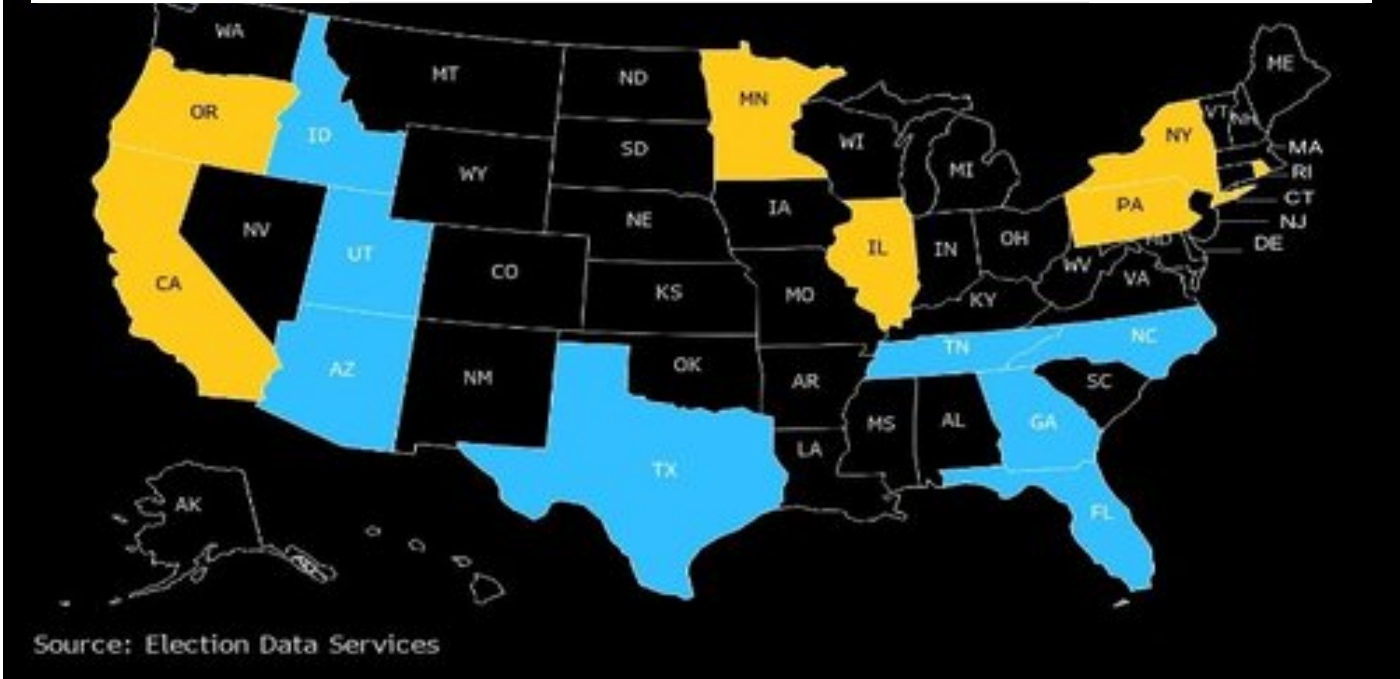 WA
MT
ND
MN
ME
OR
ID
SD
WI
MI
VT
NH
NY
MA
RI
WY
NE
IA
PA
CT
NJ
NV
UT
CO
IL
IN
OH
MD
DE
CA
KS
MO
WV
VA
KY
AZ
NM
OK
AR
TN
NC
SC
TX
LA
MS
AL
GA
AK
FL
Source: Election Data Services